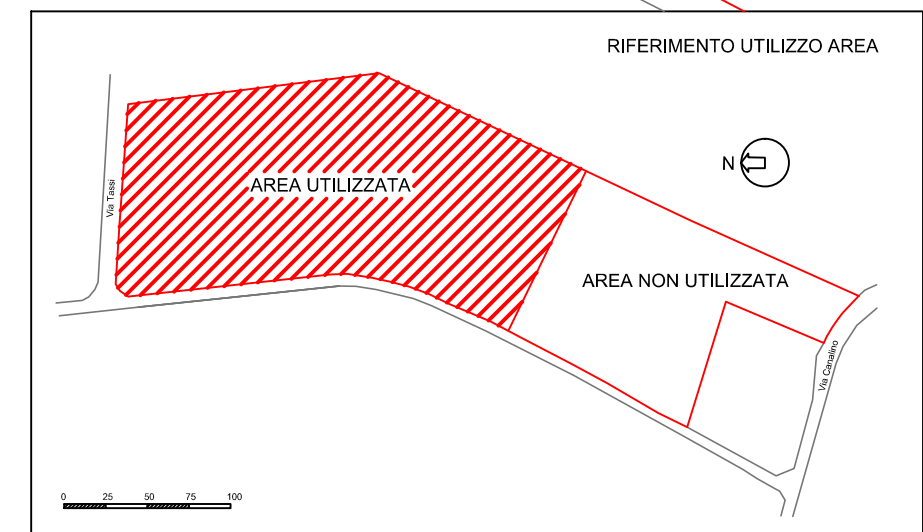 RIFERIMENTO UTILIZZO AREA
N
Via Tassi
AREA UTILIZZATA
AREA NON UTILIZZATA
Via Canalino
0 25 50 75 100